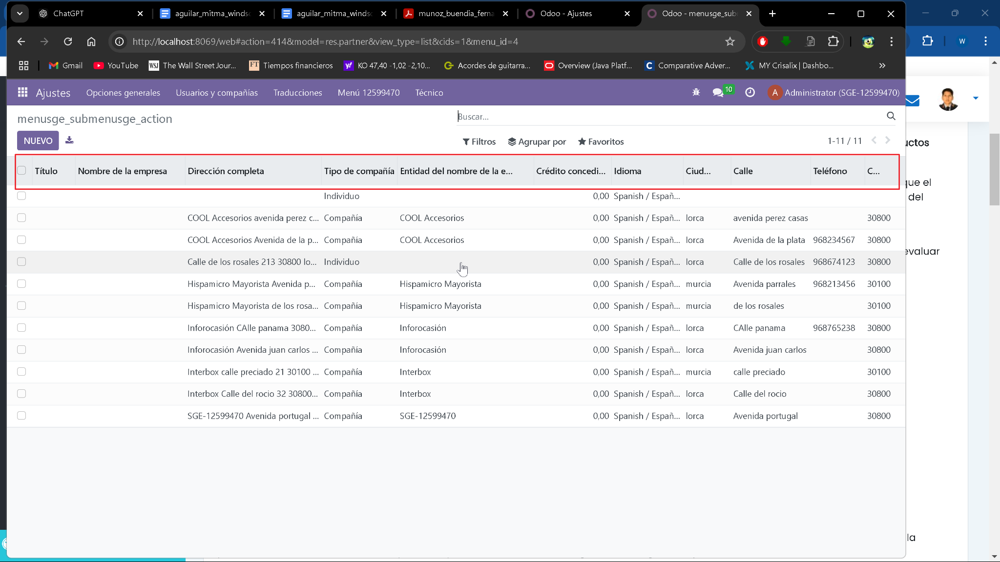 ChatGPT
aguilar_mitma_windsc
aguilar_mitma_windsc
munoz_buendia_ferna
Odoo - Ajustes
Odoo - menusge_sub
http://localhost:8069/web#action=414&model=res.partner&view_type=list&cids=1&menu_id=4
W
Gmail
YouTube
WSJ The Wall Street Jour...
FT Tiempos financieros
KO 47,40 -1,02 -2,10...
Acordes de guitarra...
Overview (Java Platf...
Comparative Adver...
MY Crisalix | Dashbo...
Ajustes
Opciones generales
Usuarios y compañías
Traducciones
Menú 12599470
Técnico
10
A Administrator (SGE-12599470)
menusge_submenusge_action
Buscar...
NUEVO
Filtros
Agrupar por
Favoritos
1-11 / 11
uctos
Título Nombre de la empresa Dirección completa Tipo de compañía Entidad del nombre de la e... Crédito concedi... Idioma Ciud... Calle Teléfono C...
que el
Individuo 0,00 Spanish / Españ...
del
COOL Accesorios avenida perez c... Compañía COOL Accesorios 0,00 Spanish / Españ... lorca avenida perez casas 30800
COOL Accesorios Avenida de la p... Compañía COOL Accesorios 0,00 Spanish / Españ... lorca Avenida de la plata 968234567 30800
evaluar
Calle de los rosales 213 30800 lo... Individuo 0,00 Spanish / Españ... lorca Calle de los rosales 968674123 30800
Hispamicro Mayorista Avenida p... Compañía Hispamicro Mayorista 0,00 Spanish / Españ... murcia Avenida parrales 968213456 30100
Hispamicro Mayorista de los rosa... Compañía Hispamicro Mayorista 0,00 Spanish / Españ... murcia de los rosales 30100
Inforocasión CAlle panama 3080... Compañía Inforocasión 0,00 Spanish / Españ... lorca CAlle panama 968765238 30800
Inforocasión Avenida juan carlos ... Compañía Inforocasión 0,00 Spanish / Españ... lorca Avenida juan carlos 30800
Interbox calle preciado 21 30100 ... Compañía Interbox 0,00 Spanish / Españ... murcia calle preciado 30100
Interbox Calle del rocio 32 30800... Compañía Interbox 0,00 Spanish / Españ... lorca Calle del rocio 30800
SGE-12599470 Avenida portugal ... Compañía SGE-12599470 0,00 Spanish / Españ... lorca Avenida portugal 30800
la